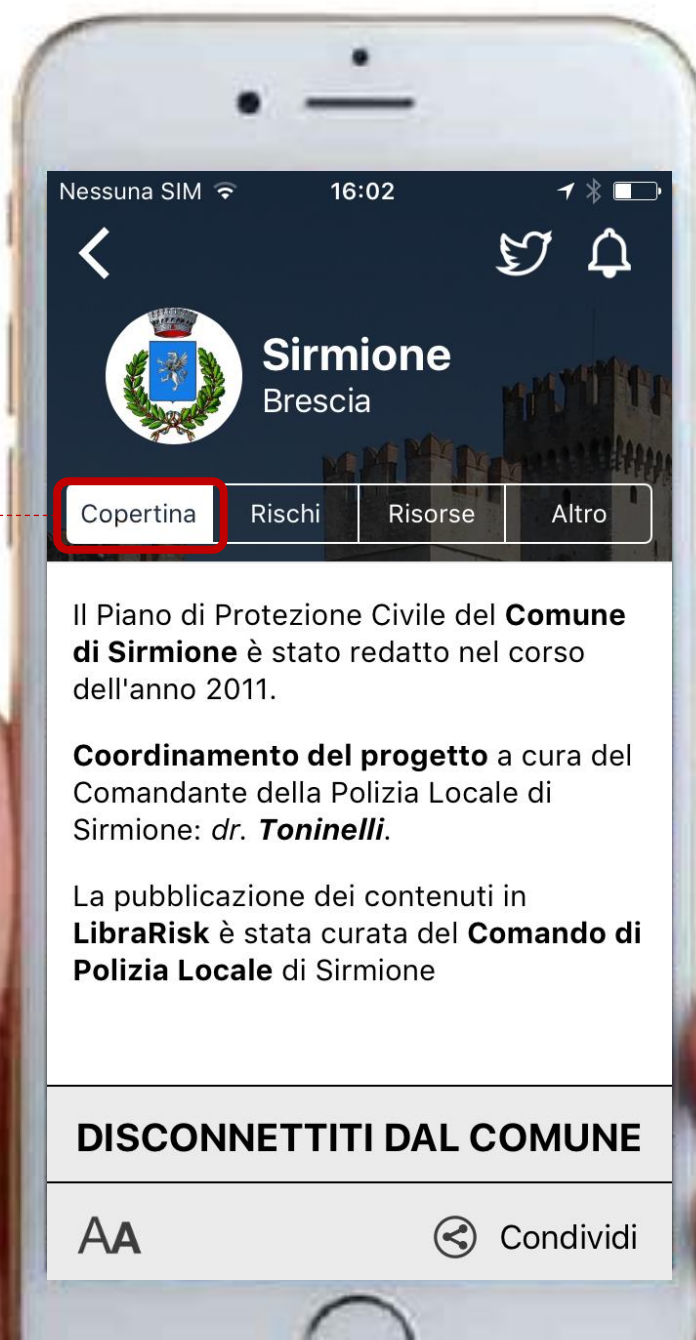 Nessuna SIM 16:02
Sirmione
Brescia
Copertina Rischi Risorse Altro
Il Piano di Protezione Civile del Comune
di Sirmione è stato redatto nel corso
dell'anno 2011.
Coordinamento del progetto a cura del
Comandante della Polizia Locale di
Sirmione: dr. Toninelli.
La pubblicazione dei contenuti in
LibraRisk è stata curata del Comando di
Polizia Locale di Sirmione
DISCONNETTITI DAL COMUNE
AA Condividi